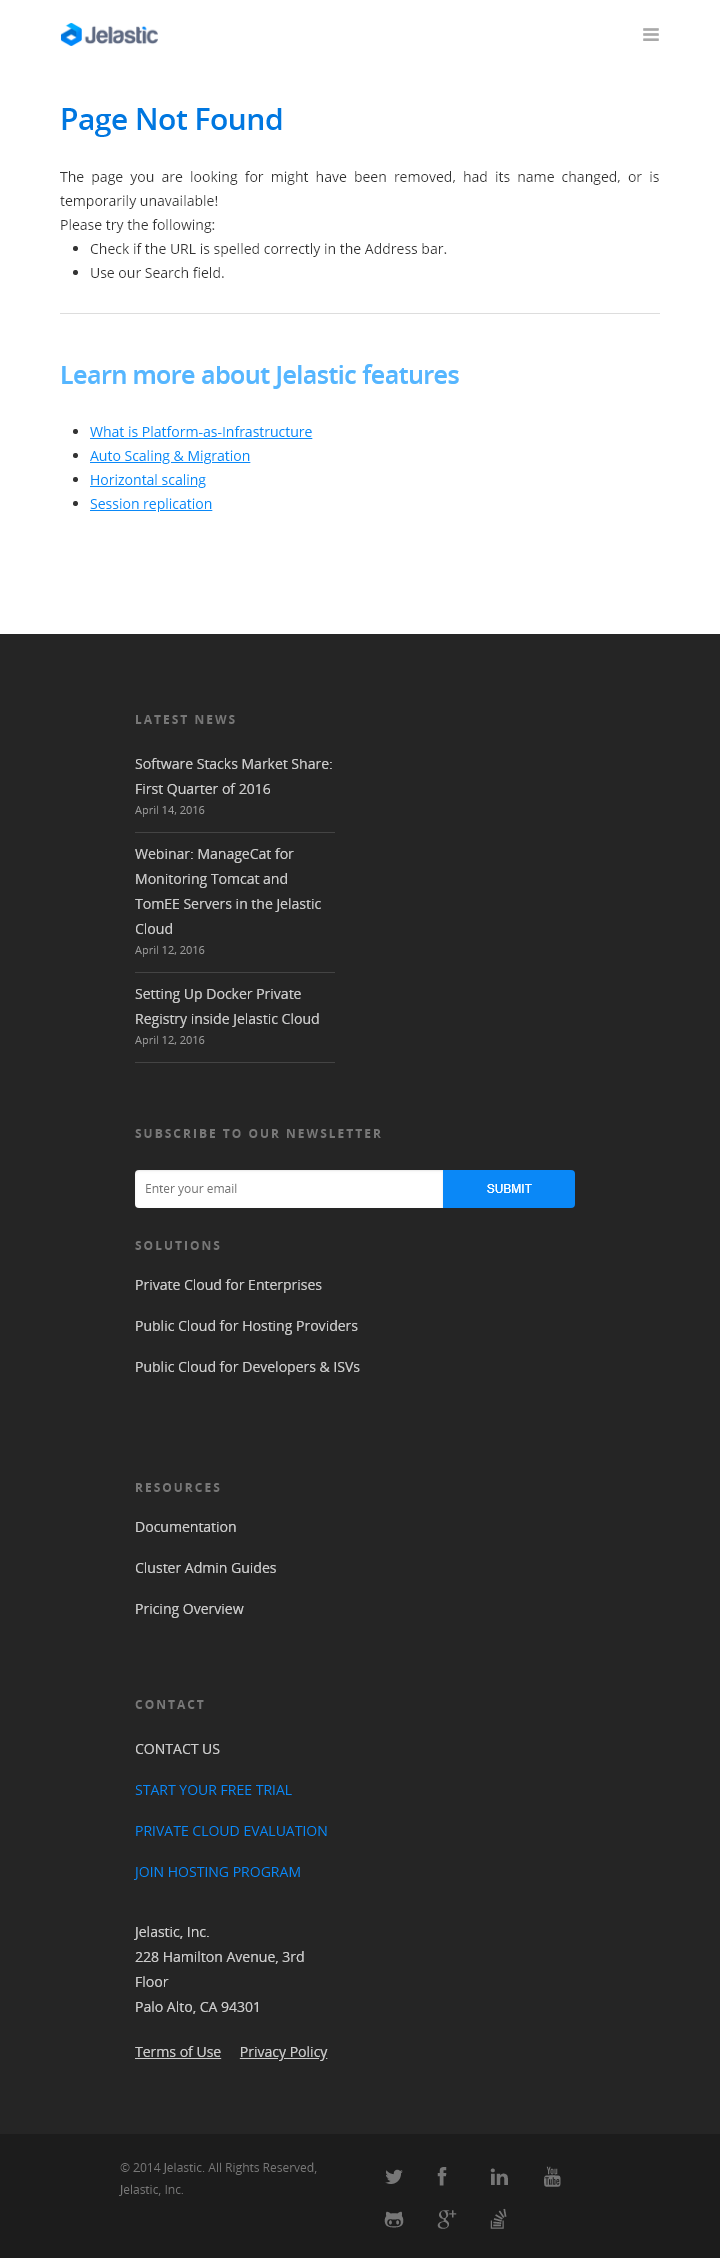 Jelastic
Page Not Found
The page you are looking for might have been removed, had its name changed, or is
temporarily unavailable!
Please try the following:
Check if the URL is spelled correctly in the Address bar.
Use our Search field.
Learn more about Jelastic features
What is Platform-as-Infrastructure
Auto Scaling & Migration
Horizontal scaling
Session replication
LATEST NEWS
Software Stacks Market Share:
First Quarter of 2016
April 14, 2016
Webinar: ManageCat for
Monitoring Tomcat and
TomEE Servers in the Jelastic
Cloud
April 12, 2016
Setting Up Docker Private
Registry inside Jelastic Cloud
April 12, 2016
SUBSCRIBE TO OUR NEWSLETTER
Enter your email SUBMIT
SOLUTIONS
Private Cloud for Enterprises
Public Cloud for Hosting Providers
Public Cloud for Developers & ISVs
RESOURCES
Documentation
Cluster Admin Guides
Pricing Overview
CONTACT
CONTACT US
START YOUR FREE TRIAL
PRIVATE CLOUD EVALUATION
JOIN HOSTING PROGRAM
Jelastic, Inc.
228 Hamilton Avenue, 3rd
Floor
Palo Alto, CA 94301
Terms of Use Privacy Policy
© 2014 Jelastic. All Rights Reserved,
Jelastic, Inc.
You
Tube